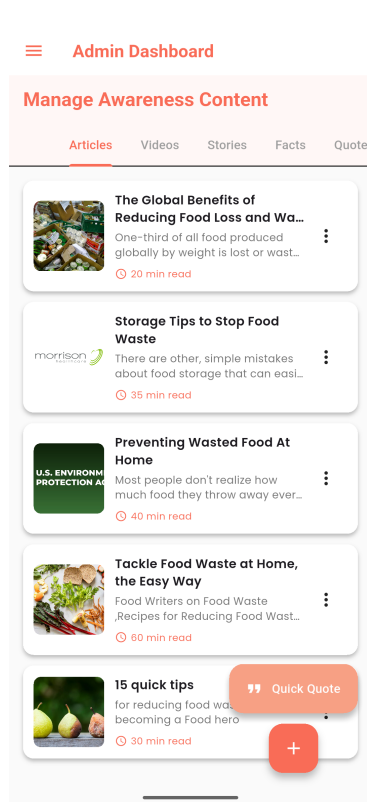 Admin Dashboard
Manage Awareness Content
Articles Videos Stories Facts Quote
The Global Benefits of
Reducing Food Loss and Wa...
One-third of all food produced
globally by weight is lost or wast...
20 min read
morrison
healthcare
Storage Tips to Stop Food
Waste
There are other, simple mistakes
about food storage that can easi...
35 min read
U.S. ENVIRONM
PROTECTION AG
Preventing Wasted Food At
Home
Most people don't realize how
much food they throw away ever...
40 min read
Tackle Food Waste at Home,
the Easy Way
Food Writers on Food Waste
,Recipes for Reducing Food Wast...
60 min read
15 quick tips
for reducing food was
becoming a Food hero
30 min read
Quick Quote